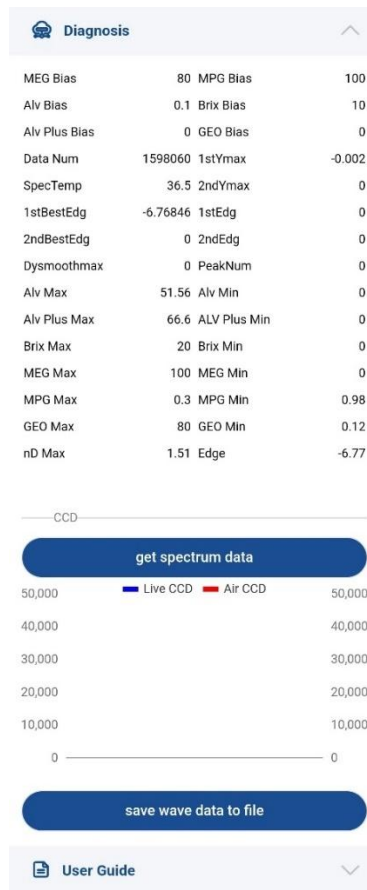 Diagnosis
MEG Bias 80 MPG Bias 100
Alv Bias 0.1 Brix Bias 10
Alv Plus Bias 0 GEO Bias 0
Data Num 1598060 1stYmax -0.002
SpecTemp 36.5 2ndYmax 0
1stBestEdg -6.76846 1stEdg 0
2ndBestEdg 0 2ndEdg 0
Dysmoothmax 0 PeakNum 0
Alv Max 51.56 Alv Min 0
Alv Plus Max 66.6 ALV Plus Min 0
Brix Max 20 Brix Min 0
MEG Max 100 MEG Min 0
MPG Max 0.3 MPG Min 0.98
GEO Max 80 GEO Min 0.12
nD Max 1.51 Edge -6.77
CCD
get spectrum data
Live CCD Air CCD
50,000 50,000
40,000 40,000
30,000 30,000
20,000 20,000
10,000 10,000
0 0
save wave data to file
User Guide